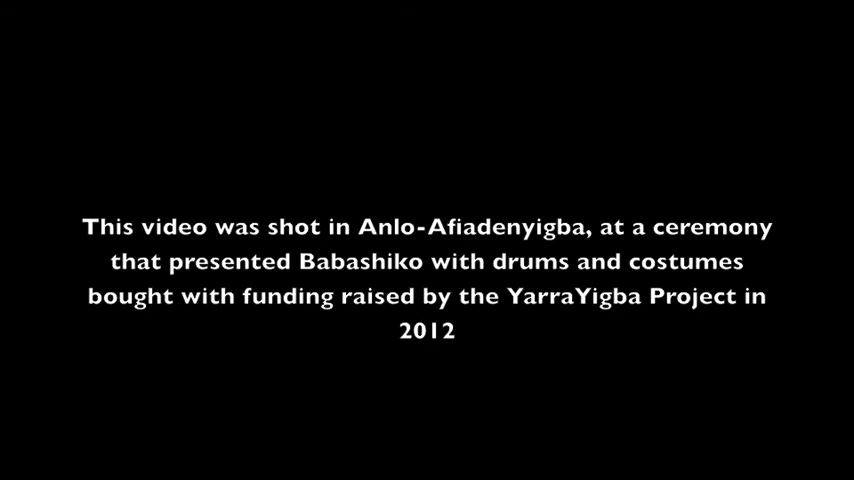 This video was shot in Anlo-Afiadenyigba, at a ceremony
that presented Babashiko with drums and costumes
bought with funding raised by the YarraYigba Project in
2012